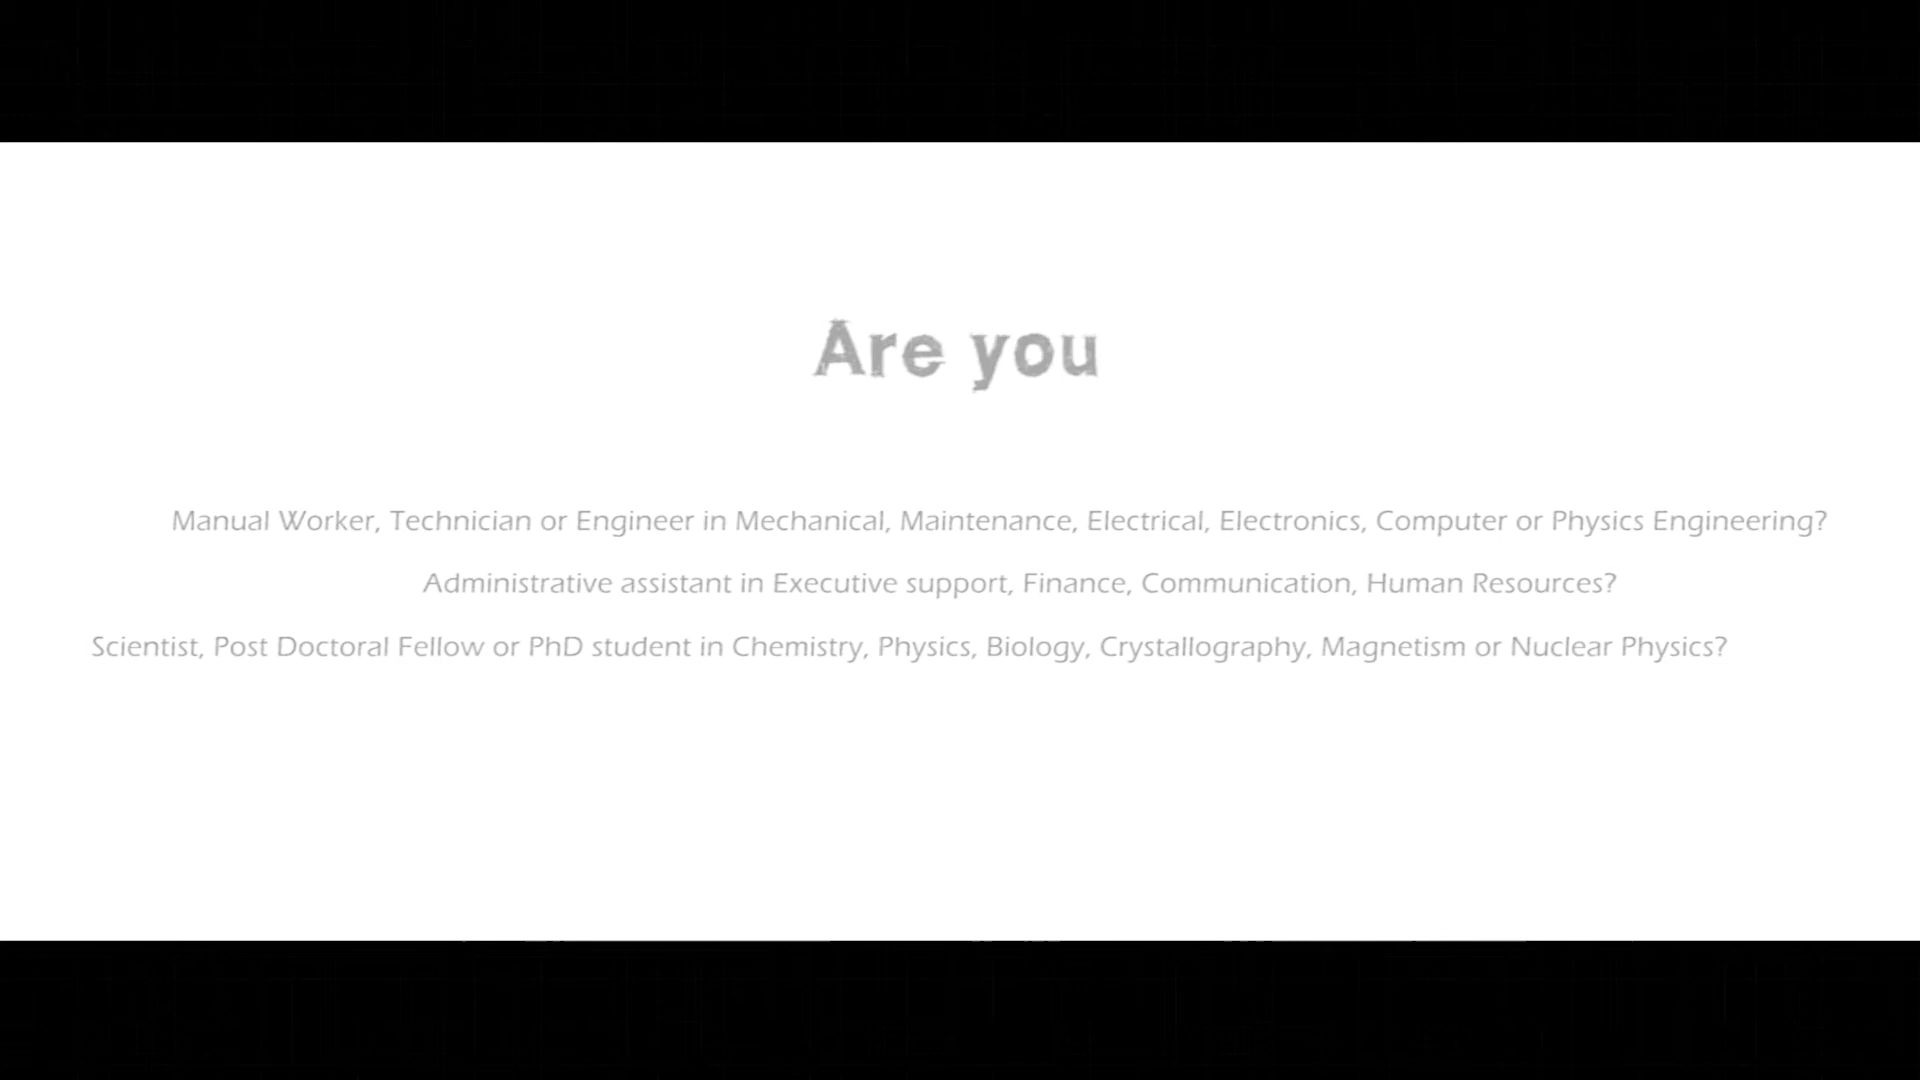 Are you
Manual Worker, Technician or Engineer in Mechanical, Maintenance, Electrical, Electronics, Computer or Physics Engineering?
Administrative assistant in Executive support, Finance, Communication, Human Resources?
Scientist, Post Doctoral Fellow or PhD student in Chemistry, Physics, Biology, Crystallography, Magnetism or Nuclear Physics?